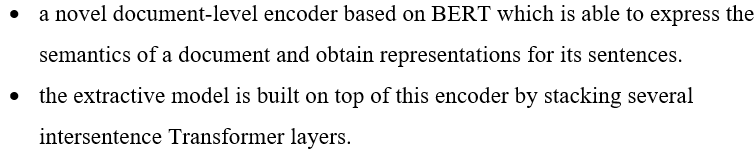 • a novel document-level encoder based on BERT which is able to express the
semantics of a document and obtain representations for its sentences.
• the extractive model is built on top of this encoder by stacking several
intersentence Transformer layers.